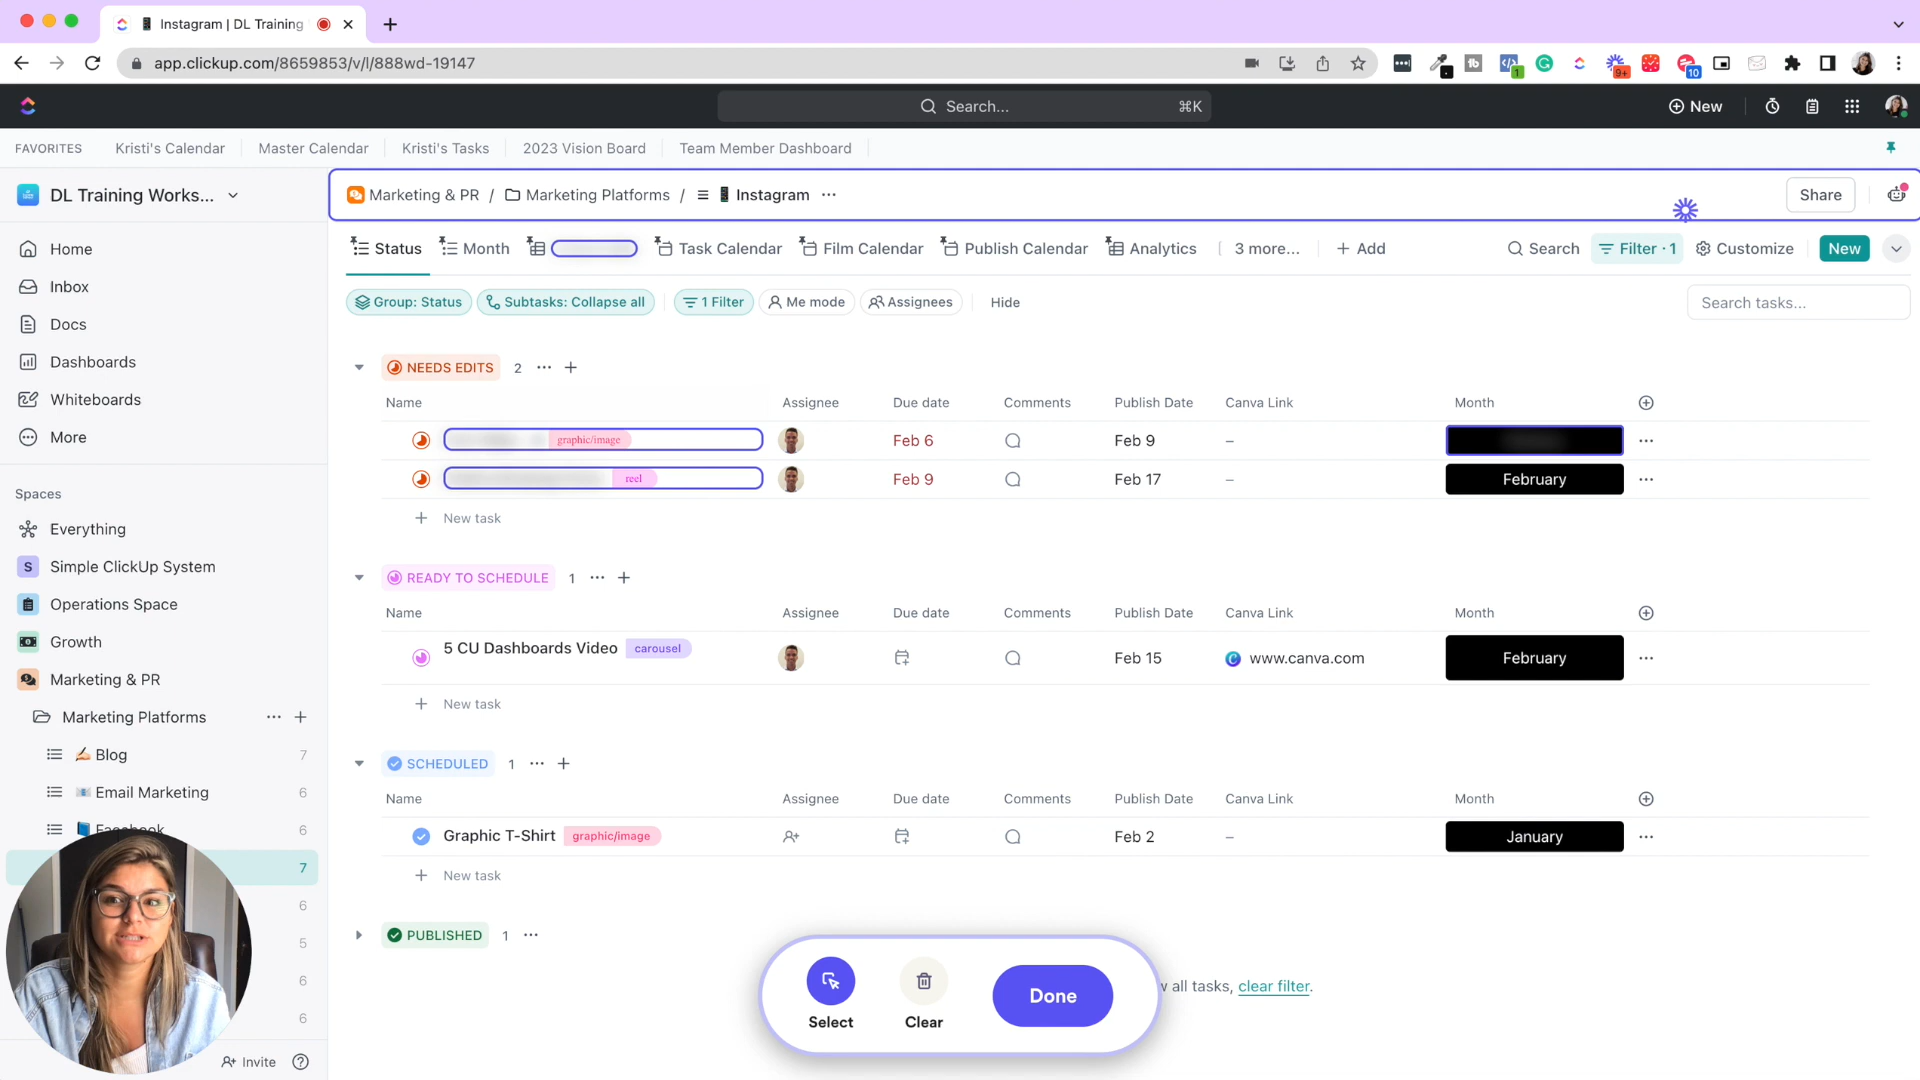 Instagram | DL Training
app.clickup.com/8659853/v/l/888wd-19147
1
9+
10
Search... ⌘K
New
FAVORITES Kristi's Calendar Master Calendar Kristi's Tasks 2023 Vision Board Team Member Dashboard
DL Training Works...
Marketing & PR / Marketing Platforms / Instagram ...
Share
Home
Inbox
Docs
Dashboards
Whiteboards
More
Spaces
Everything
S Simple ClickUp System
Operations Space
Growth
Marketing & PR
Marketing Platforms
Blog 7
Email Marketing 6
Facebook 6
7
6
5
6
6
Invite
Status Month Task Calendar Film Calendar Publish Calendar Analytics 3 more... + Add
Search Filter · 1 Customize New
Group: Status Subtasks: Collapse all 1 Filter Me mode Assignees Hide
Search tasks...
NEEDS EDITS 2
Name Assignee Due date Comments Publish Date Canva Link Month
graphic/image Feb 6 Feb 9 –
reel Feb 9 Feb 17 – February
New task
READY TO SCHEDULE 1
Name Assignee Due date Comments Publish Date Canva Link Month
5 CU Dashboards Video carousel Feb 15 www.canva.com February
New task
SCHEDULED 1
Name Assignee Due date Comments Publish Date Canva Link Month
Graphic T-Shirt graphic/image Feb 2 – January
New task
PUBLISHED 1
all tasks, clear filter.
Select
Clear
Done